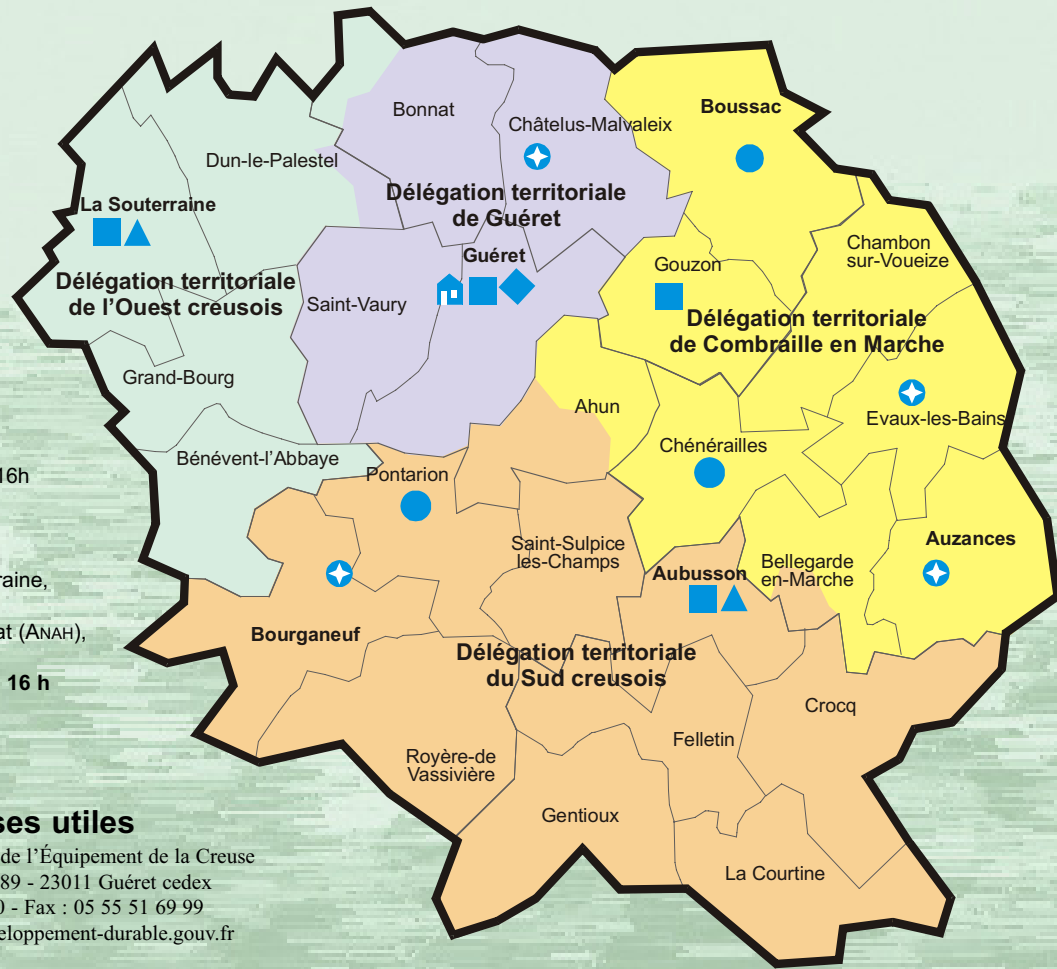 Bonnat
Châtelus-Malvaleix
Boussac
Dun-le-Palestel
La Souterraine
Délégation territoriale
de Guéret
Guéret
Chambon
sur-Voueize
Gouzon
Délégation territoriale
de l'Ouest creusois
Saint-Vaury
Délégation territoriale
de Combraille en Marche
Grand-Bourg
Ahun
Evaux-les-Bains
Chénérailles
Bénévent-l'Abbaye
Pontarion
16h
Saint-Sulpice
les-Champs
Auzances
Bellegarde
en-Marche
Aubusson
raine,
Bourganeuf
at (ANAH),
Délégation territoriale
du Sud creusois
16 h
Crocq
Felletin
Royère-de
Vassivière
Gentioux
ses utiles
de l'Équipement de la Creuse
89 - 23011 Guéret cedex
0 - Fax : 05 55 51 69 99
eloppement-durable.gouv.fr
La Courtine